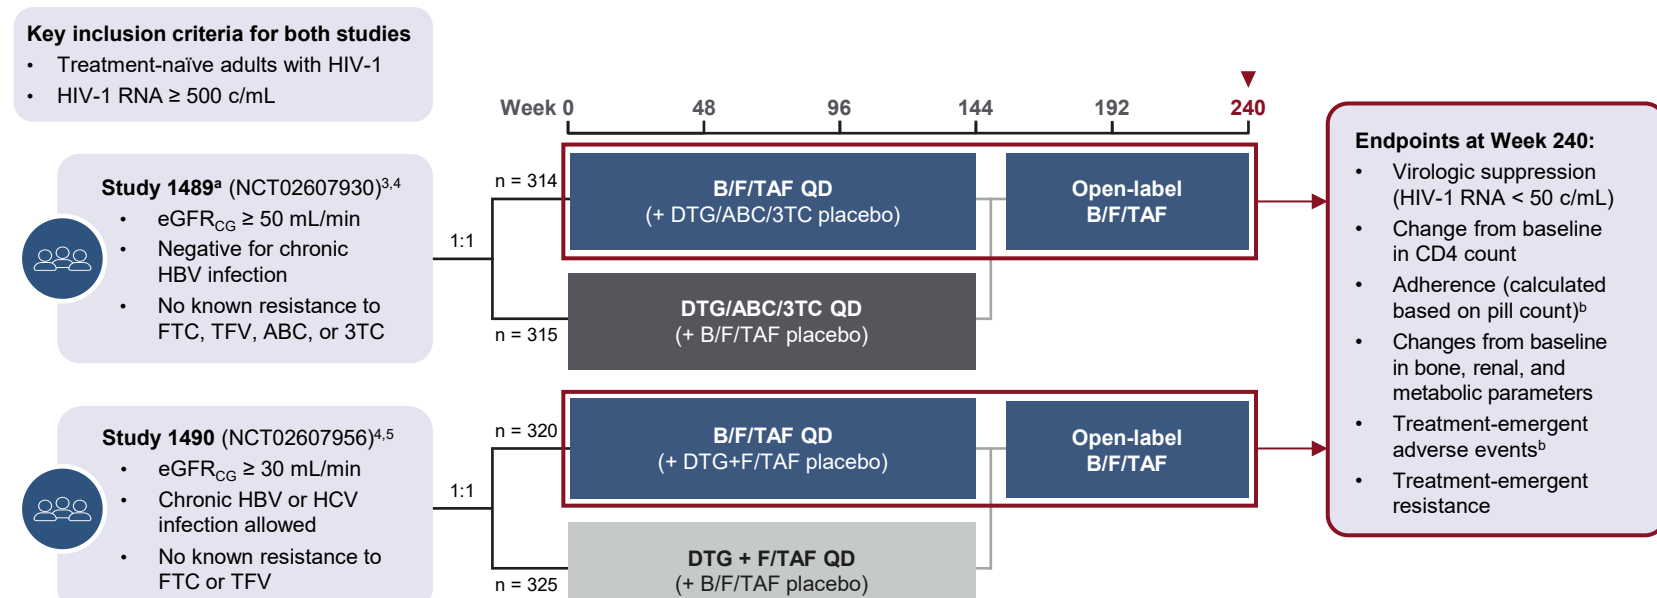 Key inclusion criteria for both studies
• Treatment-naïve adults with HIV-1
• HIV-1 RNA ≥ 500 c/mL
Week 0 48 96 144 192 240
Study 1489a (NCT02607930)3,4
• eGFRCG ≥ 50 mL/min
• Negative for chronic
HBV infection
• No known resistance to
FTC, TFV, ABC, or 3TC
1:1
n = 314
B/F/TAF QD
(+ DTG/ABC/3TC placebo)
Open-label
B/F/TAF
n = 315
DTG/ABC/3TC QD
(+ B/F/TAF placebo)
Study 1490 (NCT02607956)4,5
• eGFRCG ≥ 30 mL/min
• Chronic HBV or HCV
infection allowed
• No known resistance to
FTC or TFV
1:1
n = 320
B/F/TAF QD
(+ DTG+F/TAF placebo)
Open-label
B/F/TAF
n = 325
DTG + F/TAF QD
(+ B/F/TAF placebo)
Endpoints at Week 240:
• Virologic suppression
(HIV-1 RNA < 50 c/mL)
• Change from baseline
in CD4 count
• Adherence (calculated
based on pill count)b
• Changes from baseline
in bone, renal, and
metabolic parameters
• Treatment-emergent
adverse eventsb
• Treatment-emergent
resistance